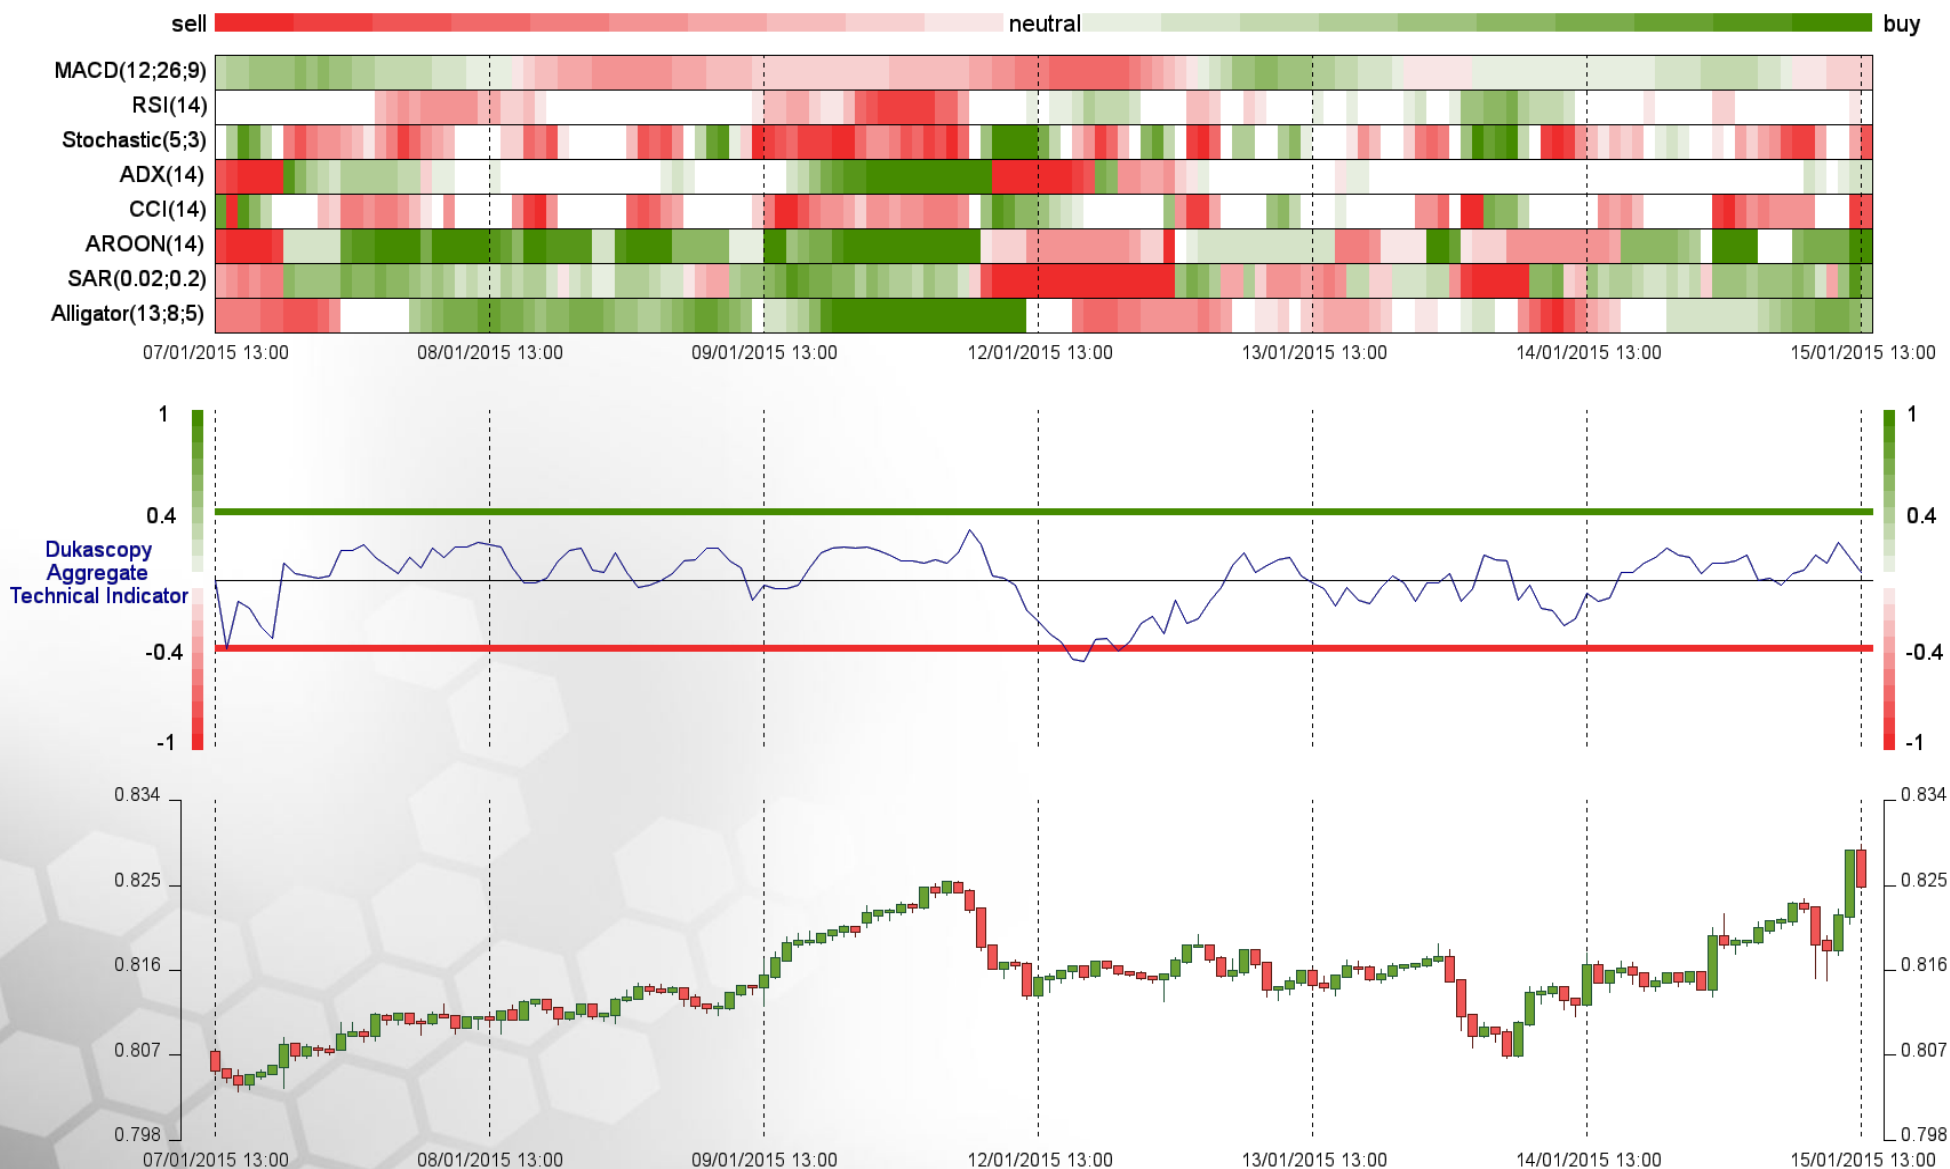 sell neutral buy
MACD(12;26;9)
RSI(14)
Stochastic(5;3)
ADX(14)
CCI(14)
AROON(14)
SAR(0.02;0.2)
Alligator(13;8;5)
07/01/2015 13:00 08/01/2015 13:00 09/01/2015 13:00 12/01/2015 13:00 13/01/2015 13:00 14/01/2015 13:00 15/01/2015 13:00
1 1
0.4 0.4
Dukascopy
Aggregate
Technical Indicator
-0.4 -0.4
-1 -1
0.834 0.834
0.825 0.825
0.816 0.816
0.807 0.807
0.798 0.798
07/01/2015 13:00 08/01/2015 13:00 09/01/2015 13:00 12/01/2015 13:00 13/01/2015 13:00 14/01/2015 13:00 15/01/2015 13:00